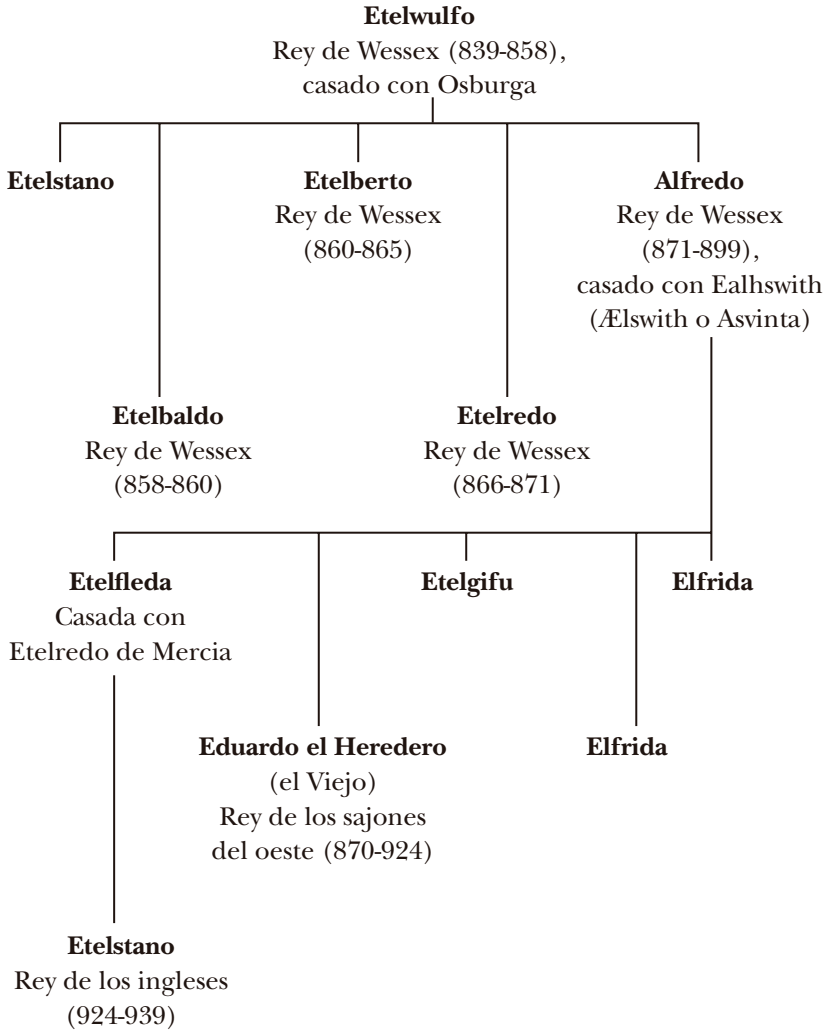 Etelwulfo
Rey de Wessex (839-858),
casado con Osburga
Etelstano
Etelberto
Rey de Wessex
(860-865)
Alfredo
Rey de Wessex
(871-899),
casado con Ealhswith
(Ælswith o Asvinta)
Etelbaldo
Rey de Wessex
(858-860)
Etelredo
Rey de Wessex
(866-871)
Etelfleda
Casada con
Etelredo de Mercia
Etelgifu
Elfrida
Eduardo el Heredero
(el Viejo)
Rey de los sajones
del oeste (870-924)
Elfrida
Etelstano
Rey de los ingleses
(924-939)